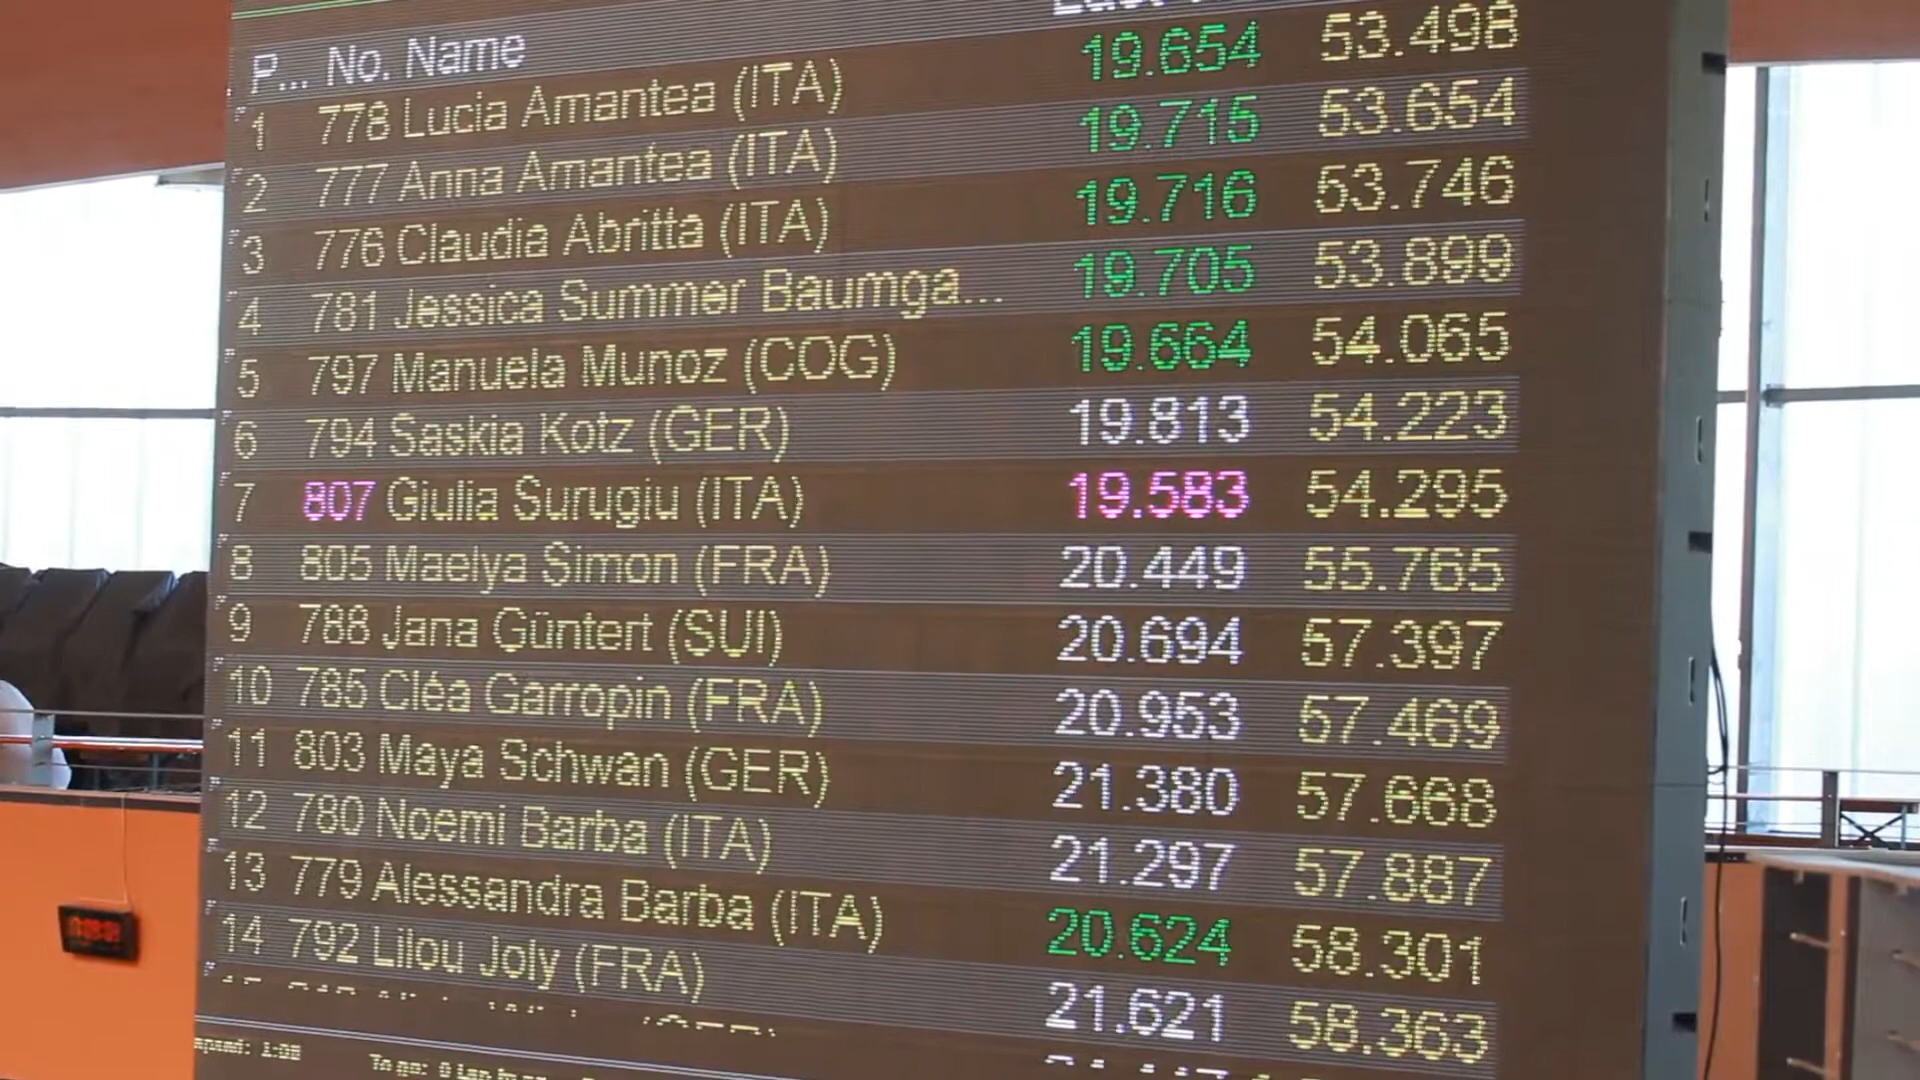 P... No. Name
1 778 Lucia Amantea (ITA) 19.654 53.498
2 777 Anna Amantea (ITA) 19.715 53.654
3 776 Claudia Abritta (ITA) 19.716 53.746
4 781 Jessica Summer Baumga... 19.705 53.899
5 797 Manuela Munoz (COG) 19.664 54.065
6 794 Saskia Kotz (GER) 19.813 54.223
7 807 Giulia Surugiu (ITA) 19.583 54.295
8 805 Maelya Simon (FRA) 20.449 55.765
9 788 Jana Güntert (SUI) 20.694 57.397
10 785 Cléa Garropin (FRA) 20.953 57.469
11 803 Maya Schwan (GER) 21.380 57.668
12 780 Noemi Barba (ITA) 21.297 57.887
13 779 Alessandra Barba (ITA) 20.624 58.301
14 792 Lilou Joly (FRA) 21.621 58.363
To go: 0